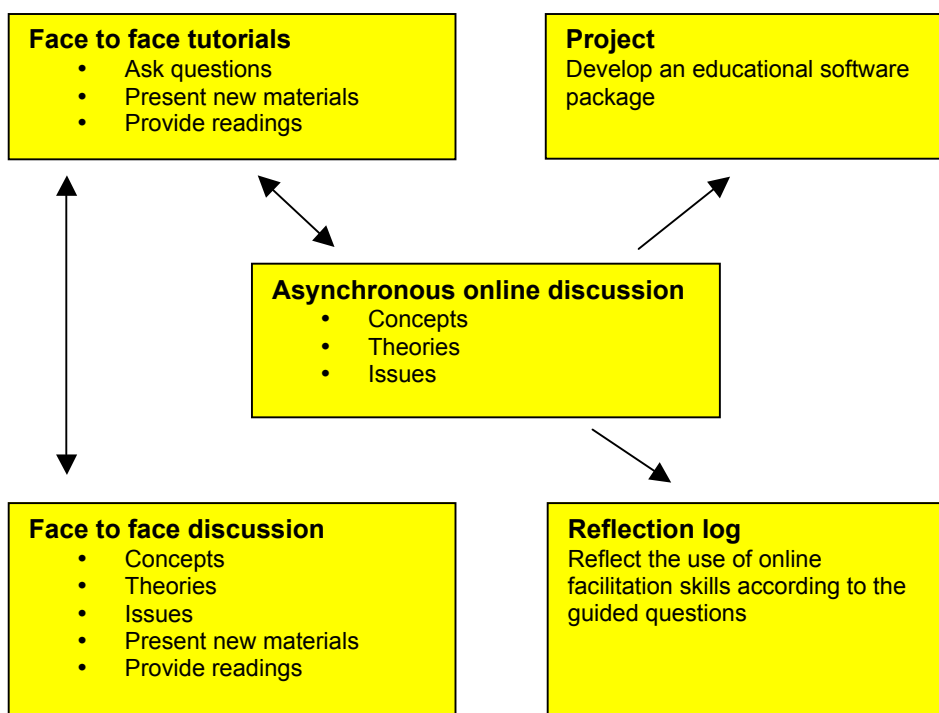 Face to face tutorials
• Ask questions
• Present new materials
• Provide readings
Project
Develop an educational software
package
Asynchronous online discussion
• Concepts
• Theories
• Issues
Face to face discussion
• Concepts
• Theories
• Issues
• Present new materials
• Provide readings
Reflection log
Reflect the use of online
facilitation skills according to the
guided questions